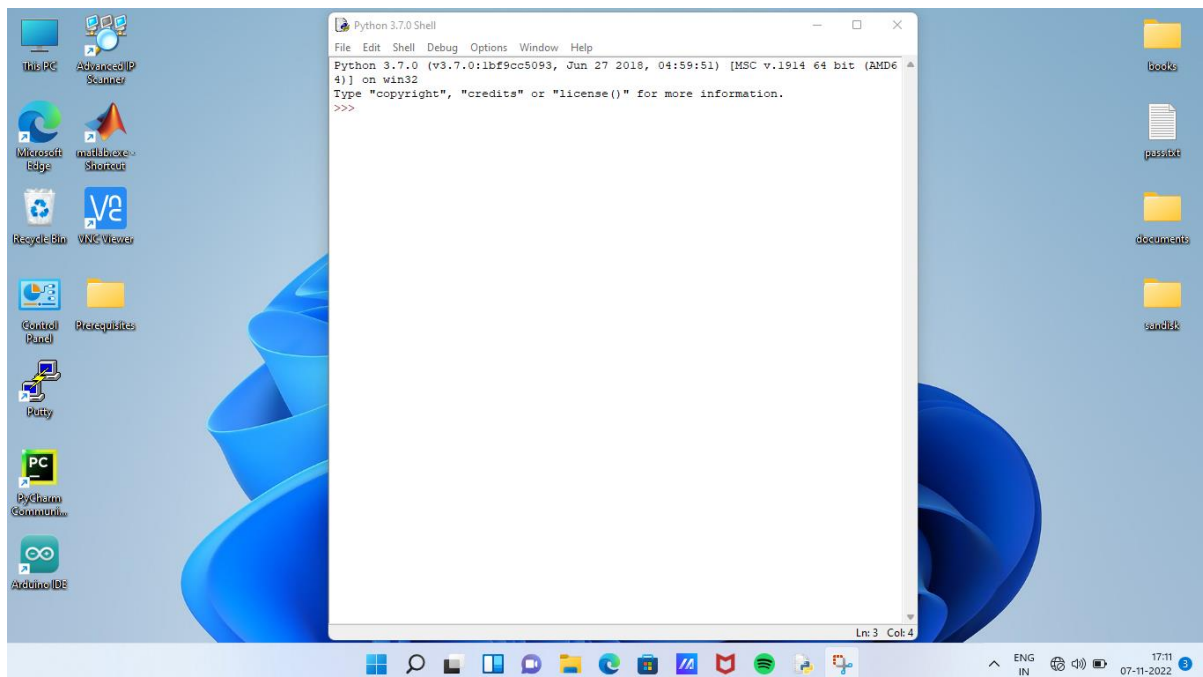 This PC
Advanced IP
Scanner
Microsoft
Edge
matlab.exe -
Shortcut
Recycle Bin
VNC Viewer
Control
Panel
Prerequisites
Putty
PC
PyCharm
Communi...
Arduino IDE
Python 3.7.0 Shell
File Edit Shell Debug Options Window Help
Python 3.7.0 (v3.7.0:1bf9cc5093, Jun 27 2018, 04:59:51) [MSC v.1914 64 bit (AMD6
4)] on win32
Type "copyright", "credits" or "license()" for more information.
>>>
Ln: 3 Col: 4
books
pass.txt
documents
sandisk
ENG
IN
17:11
07-11-2022
3